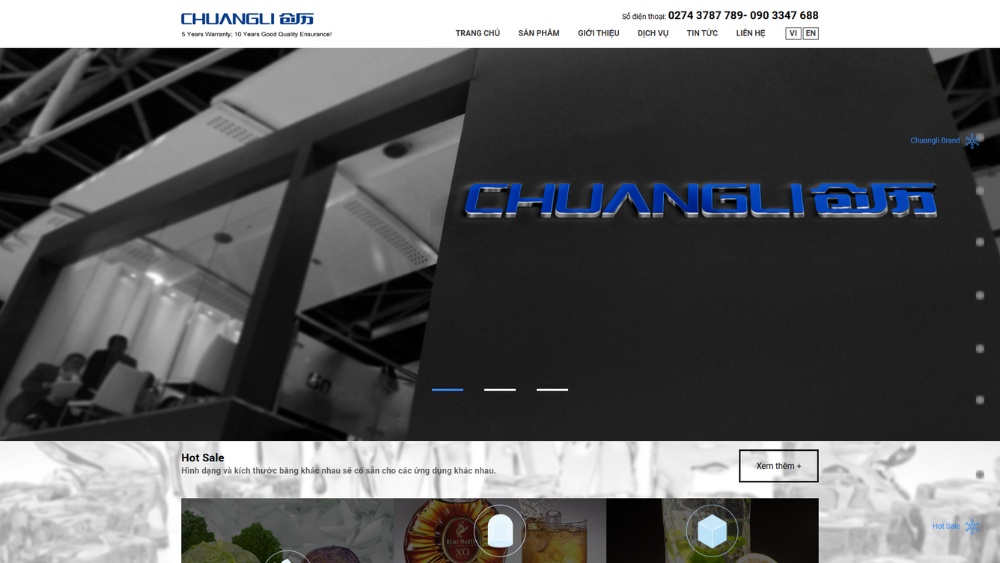 CHUANGLI 创历
5 Years Warranty; 10 Years Good Quality Ensurance!
Số điện thoại: 0274 3787 789- 090 3347 688
TRANG CHỦ SẢN PHẨM GIỚI THIỆU DỊCH VỤ TIN TỨC LIÊN HỆ VI EN
Chuangli Brand
CHUANGLI 创历
Hot Sale
Hình dạng và kích thước băng khác nhau sẽ có sẵn cho các ứng dụng khác nhau.
Xem thêm +
REMY MARTIN
XO
Hot Sale